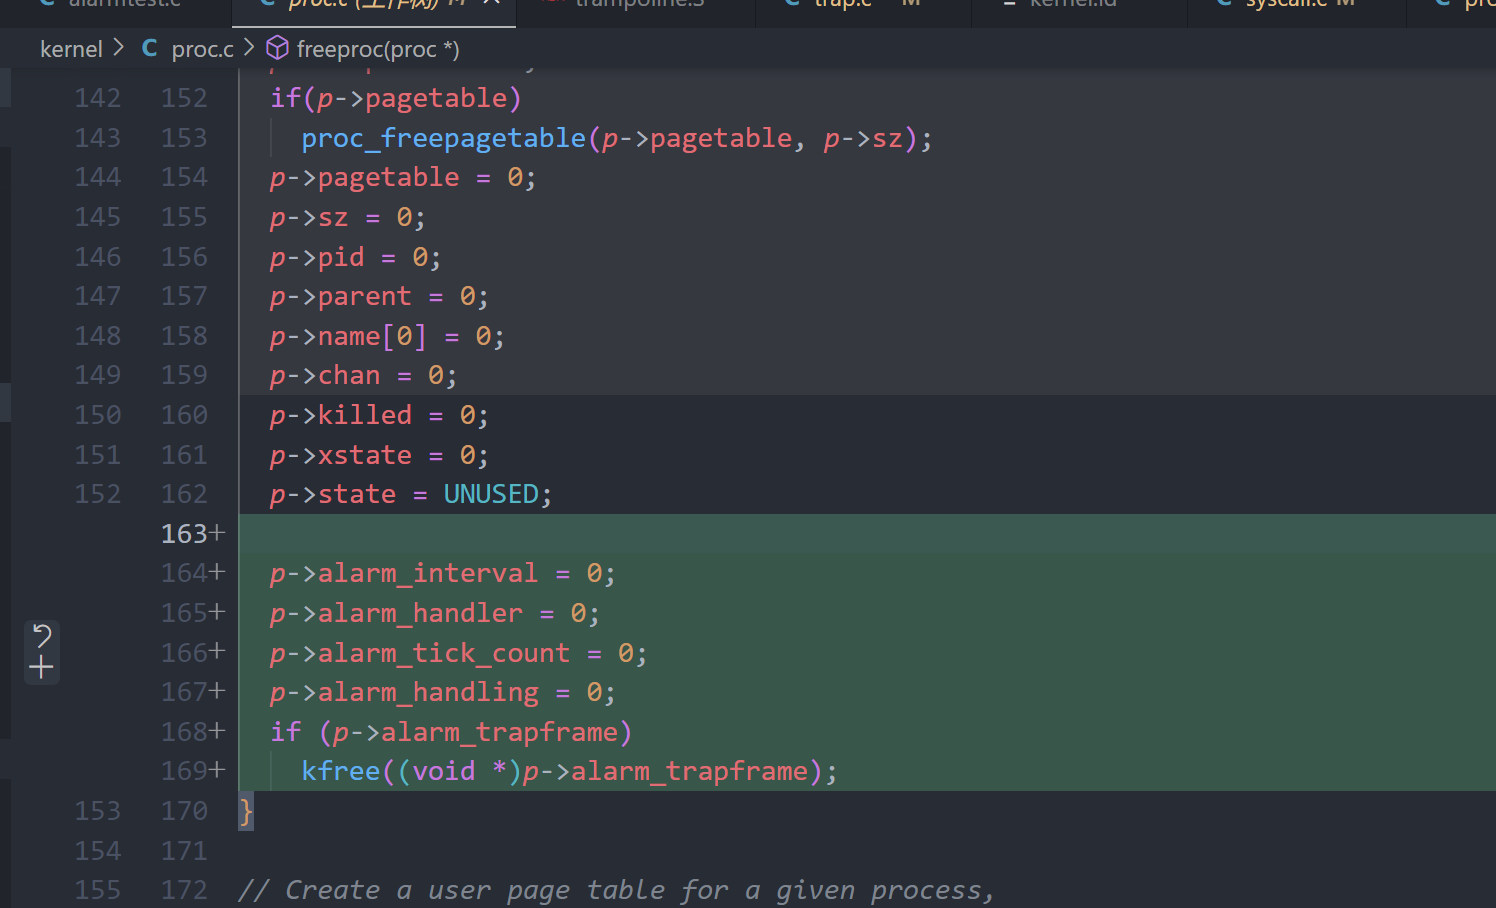 alarmtest.c proc.c (工作树) M trampoline.S trap.c M kernel.ld syscall.c M
kernel > C proc.c > freeproc(proc *)
142 152 if(p->pagetable)
143 153 proc_freepagetable(p->pagetable, p->sz);
144 154 p->pagetable = 0;
145 155 p->sz = 0;
146 156 p->pid = 0;
147 157 p->parent = 0;
148 158 p->name[0] = 0;
149 159 p->chan = 0;
150 160 p->killed = 0;
151 161 p->xstate = 0;
152 162 p->state = UNUSED;
163+
164+ p->alarm_interval = 0;
165+ p->alarm_handler = 0;
166+ p->alarm_tick_count = 0;
167+ p->alarm_handling = 0;
168+ if (p->alarm_trapframe)
169+ kfree((void *)p->alarm_trapframe);
153 170 }
154 171
155 172 // Create a user page table for a given process,